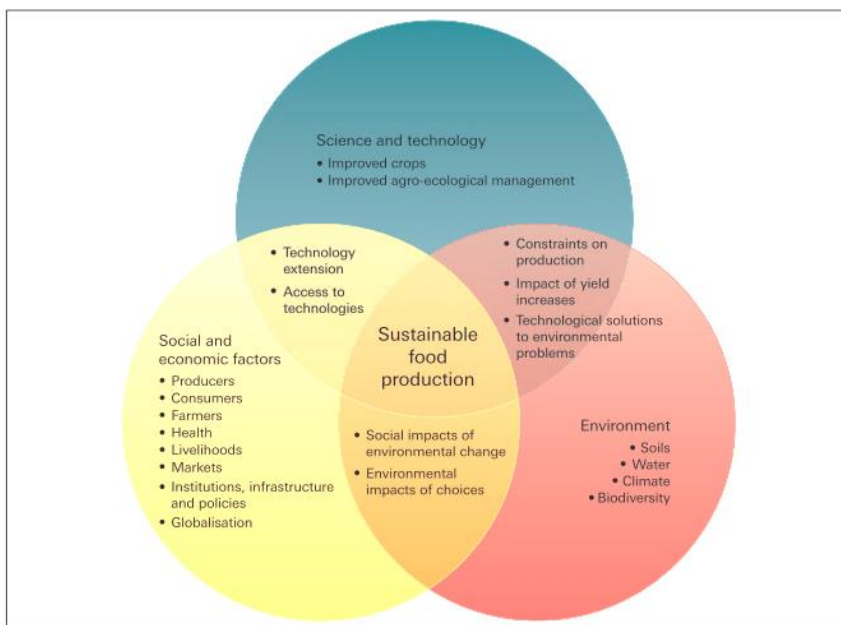 Science and technology
• Improved crops
• Improved agro-ecological management
• Technology
extension
• Access to
technologies
• Constraints on
production
• Impact of yield
increases
• Technological solutions
to environmental
problems
Sustainable
food
production
Social and
economic factors
• Producers
• Consumers
• Farmers
• Health
• Livelihoods
• Markets
• Institutions, infrastructure
and policies
• Globalisation
• Social impacts of
environmental change
• Environmental
impacts of choices
Environment
• Soils
• Water
• Climate
• Biodiversity